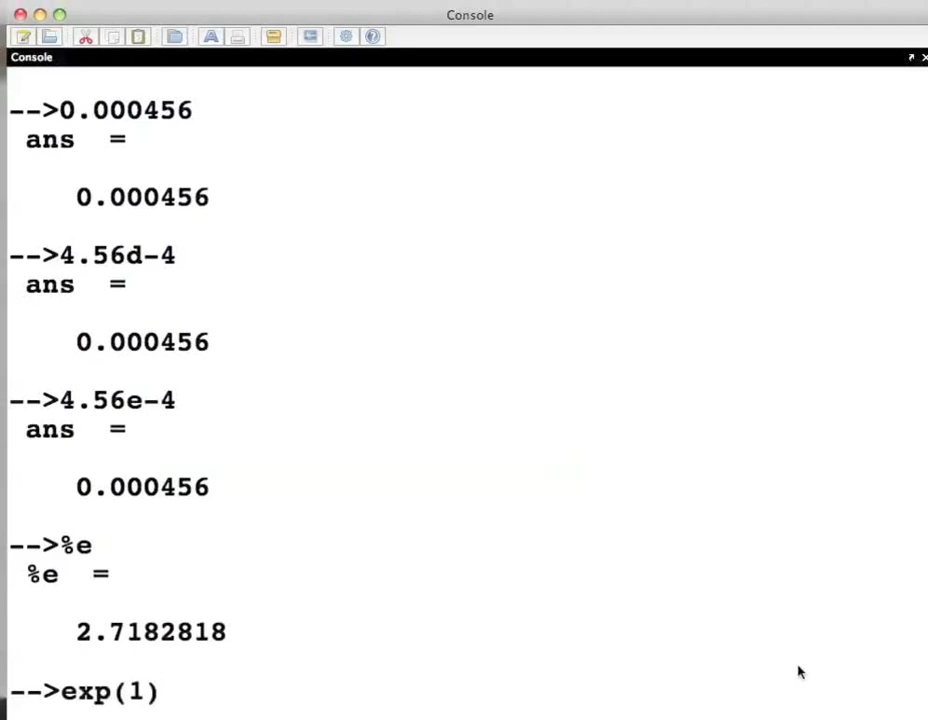 Console
Console
-->0.000456
ans =
0.000456
-->4.56d-4
ans =
0.000456
-->4.56e-4
ans =
0.000456
-->%e
%e =
2.7182818
-->exp(1)